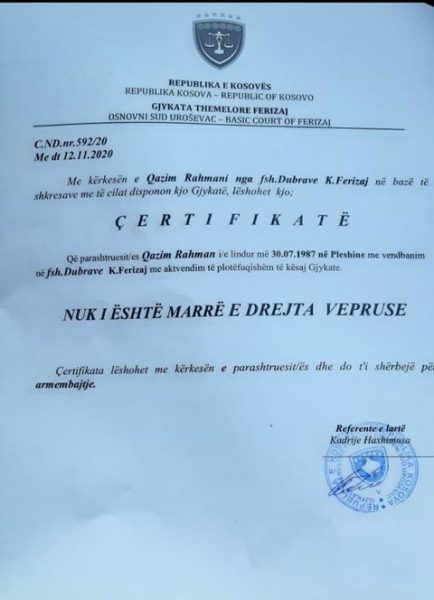 REPUBLIKA E KOSOVËS
REPUBLIKA KOSOVA – REPUBLIC OF KOSOVO
GJYKATA THEMELORE FERIZAJ
OSNOVNI SUD UROŠEVAC – BASIC COURT OF FERIZAJ
C.ND.nr.592/20
Me dt 12.11.2020
Me kërkesën e Qazim Rahmani nga fsh.Dubrave K.Ferizaj në bazë të
shkresave me të cilat disponon kjo Gjykatë, lëshohet kjo;
Ç E R T I F I K A T Ë
Që parashtruesit/es Qazim Rahman i/e lindur më 30.07.1987 në Pleshine me vendbanim
në fsh.Dubrave K.Ferizaj me aktvendim të plotëfuqishëm të kësaj Gjykate.
NUK I ËSHTË MARRË E DREJTA VEPRUSE
Çertifikata lëshohet me kërkesën e parashtruesit/ës dhe do t'i shërbejë për
armembajtje.
Referente e lartë
Kadrije Haxhimusa